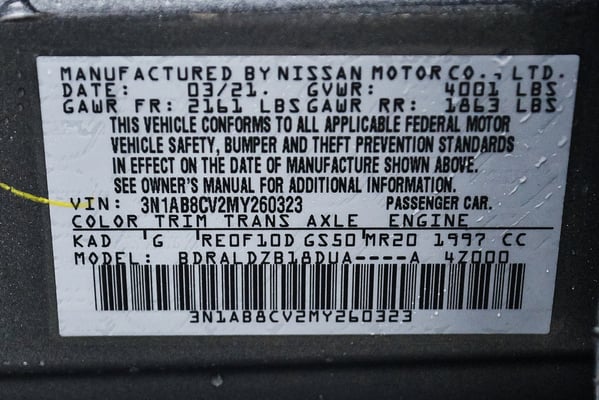 MANUFACTURED BY NISSAN MOTOR CO., LTD.
DATE: 03/21. GVWR: 4001 LBS
GAWR FR: 2161 LBS GAWR RR: 1863 LBS
THIS VEHICLE CONFORMS TO ALL APPLICABLE FEDERAL MOTOR
VEHICLE SAFETY, BUMPER AND THEFT PREVENTION STANDARDS
IN EFFECT ON THE DATE OF MANUFACTURE SHOWN ABOVE.
SEE OWNER'S MANUAL FOR ADDITIONAL INFORMATION.
VIN: 3N1AB8CV2MY260323 PASSENGER CAR.
COLOR TRIM TRANS AXLE ENGINE
KAD G RE0F10D GS50 MR20 1997 CC
MODEL: BDRALDZB18DUA----A 4Z000
3N1AB8CV2MY260323